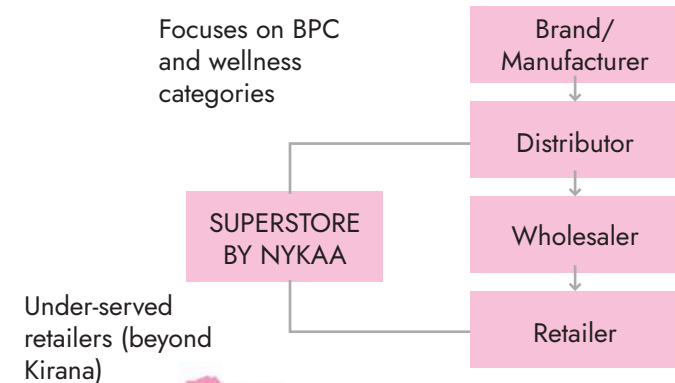 Focuses on BPC
and wellness
categories
Brand/
Manufacturer
Distributor
SUPERSTORE
BY NYKAA
Wholesaler
Under-served
retailers (beyond
Kirana)
Retailer